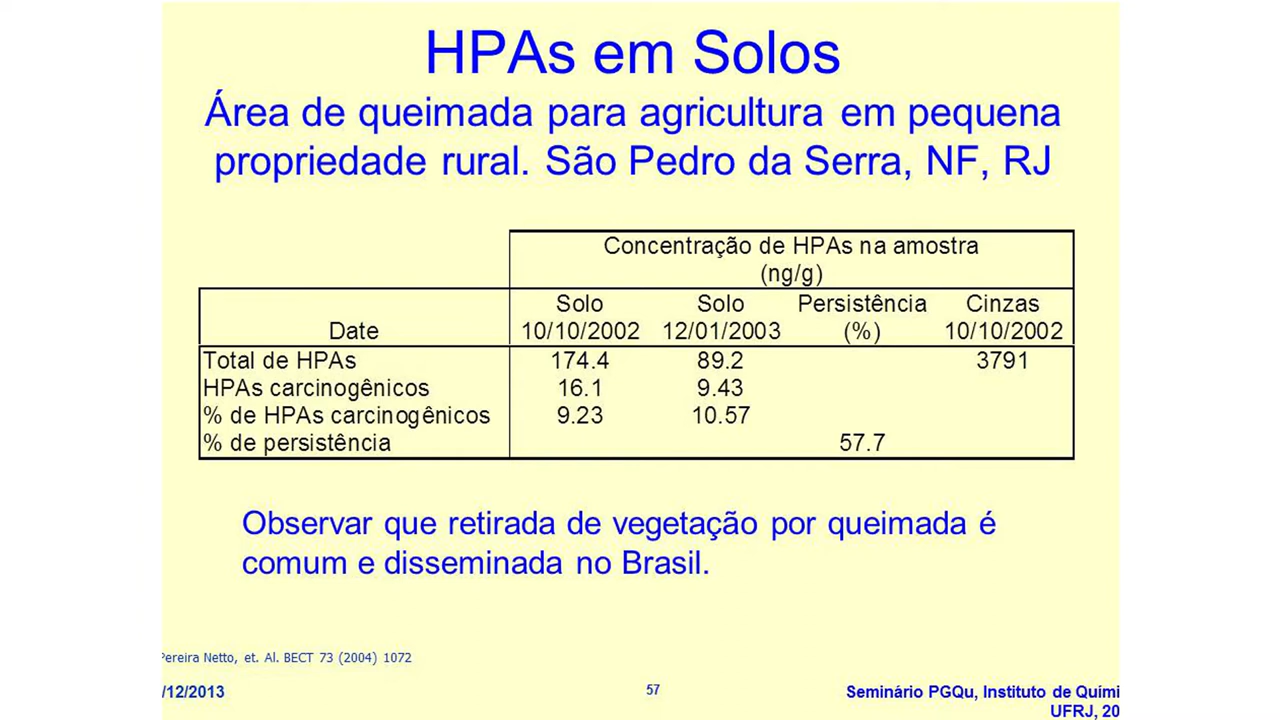 HPAs em Solos
Área de queimada para agricultura em pequena
propriedade rural. São Pedro da Serra, NF, RJ
Concentração de HPAs na amostra
(ng/g)
Solo Solo Persistência Cinzas
Date 10/10/2002 12/01/2003 (%) 10/10/2002
Total de HPAs 174.4 89.2 3791
HPAs carcinogênicos 16.1 9.43
% de HPAs carcinogênicos 9.23 10.57
% de persistência 57.7
Observar que retirada de vegetação por queimada é
comum e disseminada no Brasil.
Pereira Netto, et. Al. BECT 73 (2004) 1072
/12/2013 57 Seminário PGQu, Instituto de Quími
UFRJ, 20